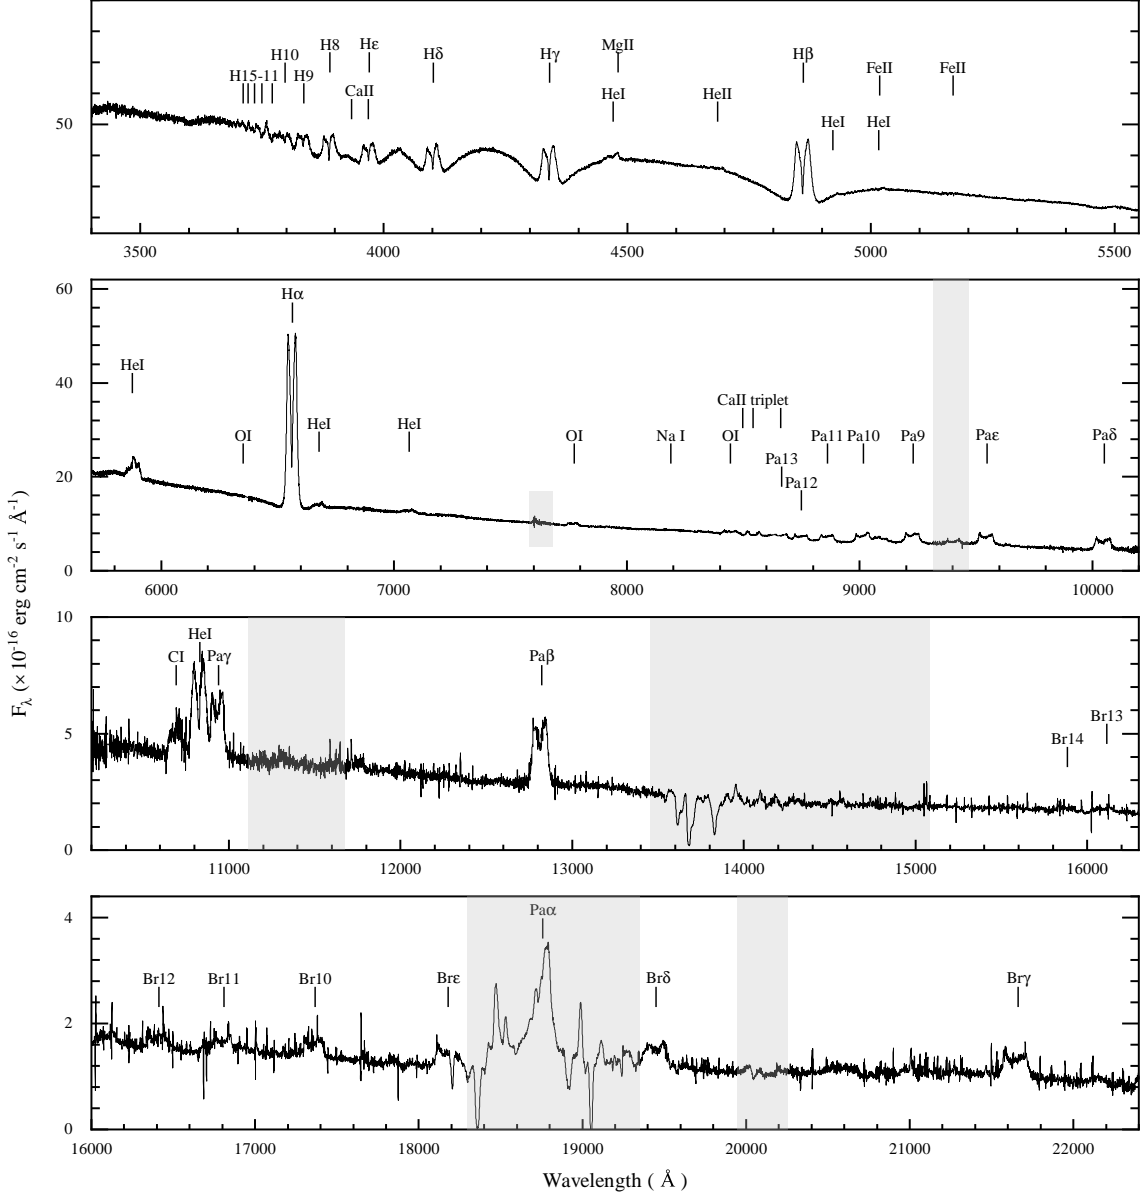 H8 Hε MgII
H10 Hδ Hγ Hβ FeII FeII
H15-11 H9
CaII HeI HeII
HeI HeI
50
3500 4000 4500 5000 5500
60
Hα
HeI
40
CaII triplet
HeI HeI
OI OI Na I OI Pa11 Pa10 Pa9 Paε Paδ
Pa13
20
Pa12
0
6000 7000 8000 9000 10000
10
HeI
CI Paγ Paβ
5
Br13
Br14
0
11000 12000 13000 14000 15000 16000
4
Paα
Br12 Br11 Br10 Brε Brδ Brγ
2
0
16000 17000 18000 19000 20000 21000 22000
Wavelength ( Å )
Fλ (×10⁻¹⁶ erg cm⁻² s⁻¹ Å⁻¹)